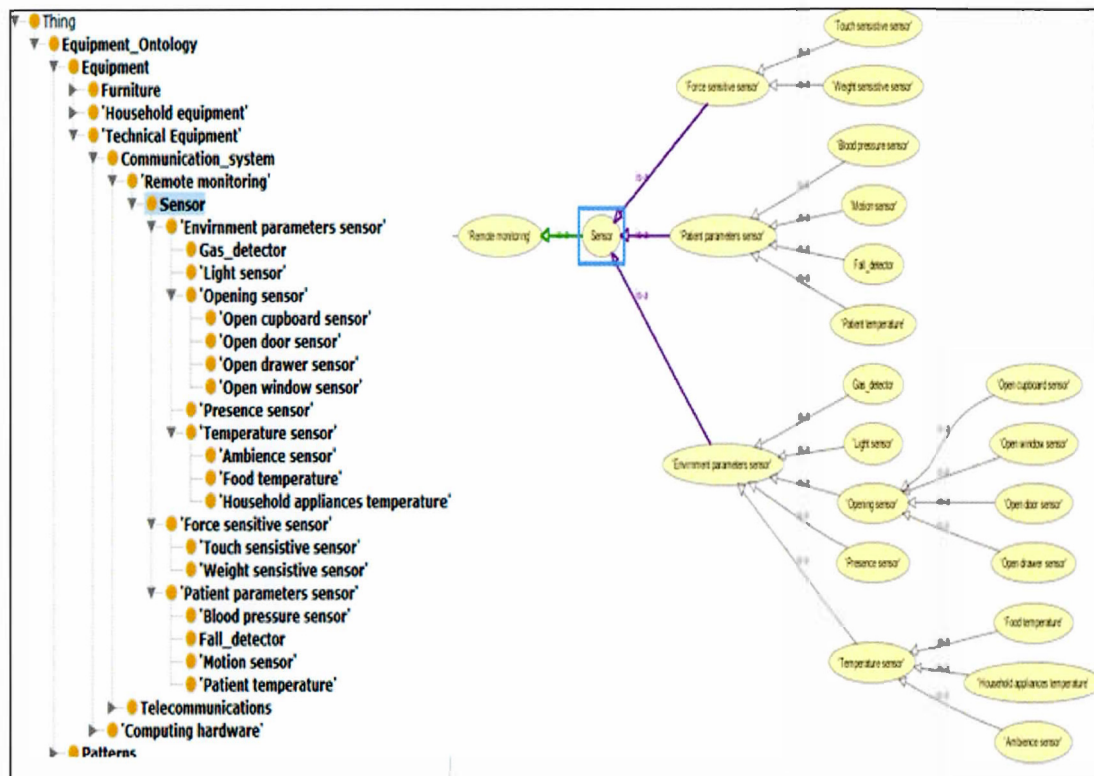 Thing
Equipment_Ontology
Equipment
Furniture
'Household equipment'
'Technical Equipment'
Communication_system
'Remote monitoring'
Sensor
'Envirnment parameters sensor'
Gas_detector
'Light sensor'
'Opening sensor'
'Open cupboard sensor'
'Open door sensor'
'Open drawer sensor'
'Open window sensor'
'Presence sensor'
'Temperature sensor'
'Ambience sensor'
'Food temperature'
'Household appliances temperature'
'Force sensitive sensor'
'Touch sensistive sensor'
'Weight sensistive sensor'
'Patient parameters sensor'
'Blood pressure sensor'
Fall_detector
'Motion sensor'
'Patient temperature'
Telecommunications
'Computing hardware'
Patterns
'Touch sensistive sensor'
'Force sensitive sensor'
'Weight sensistive sensor'
'Blood pressure sensor'
'Motion sensor'
'Remote monitoring'
Sensor
'Patient parameters sensor'
Fall_detector
'Patient temperature'
Gas_detector
'Open cupboard sensor'
'Light sensor'
'Open window sensor'
'Envirnment parameters sensor'
'Opening sensor'
'Open door sensor'
'Presence sensor'
'Open drawer sensor'
'Food temperature'
'Temperature sensor'
'Household appliances temperature'
'Ambience sensor'